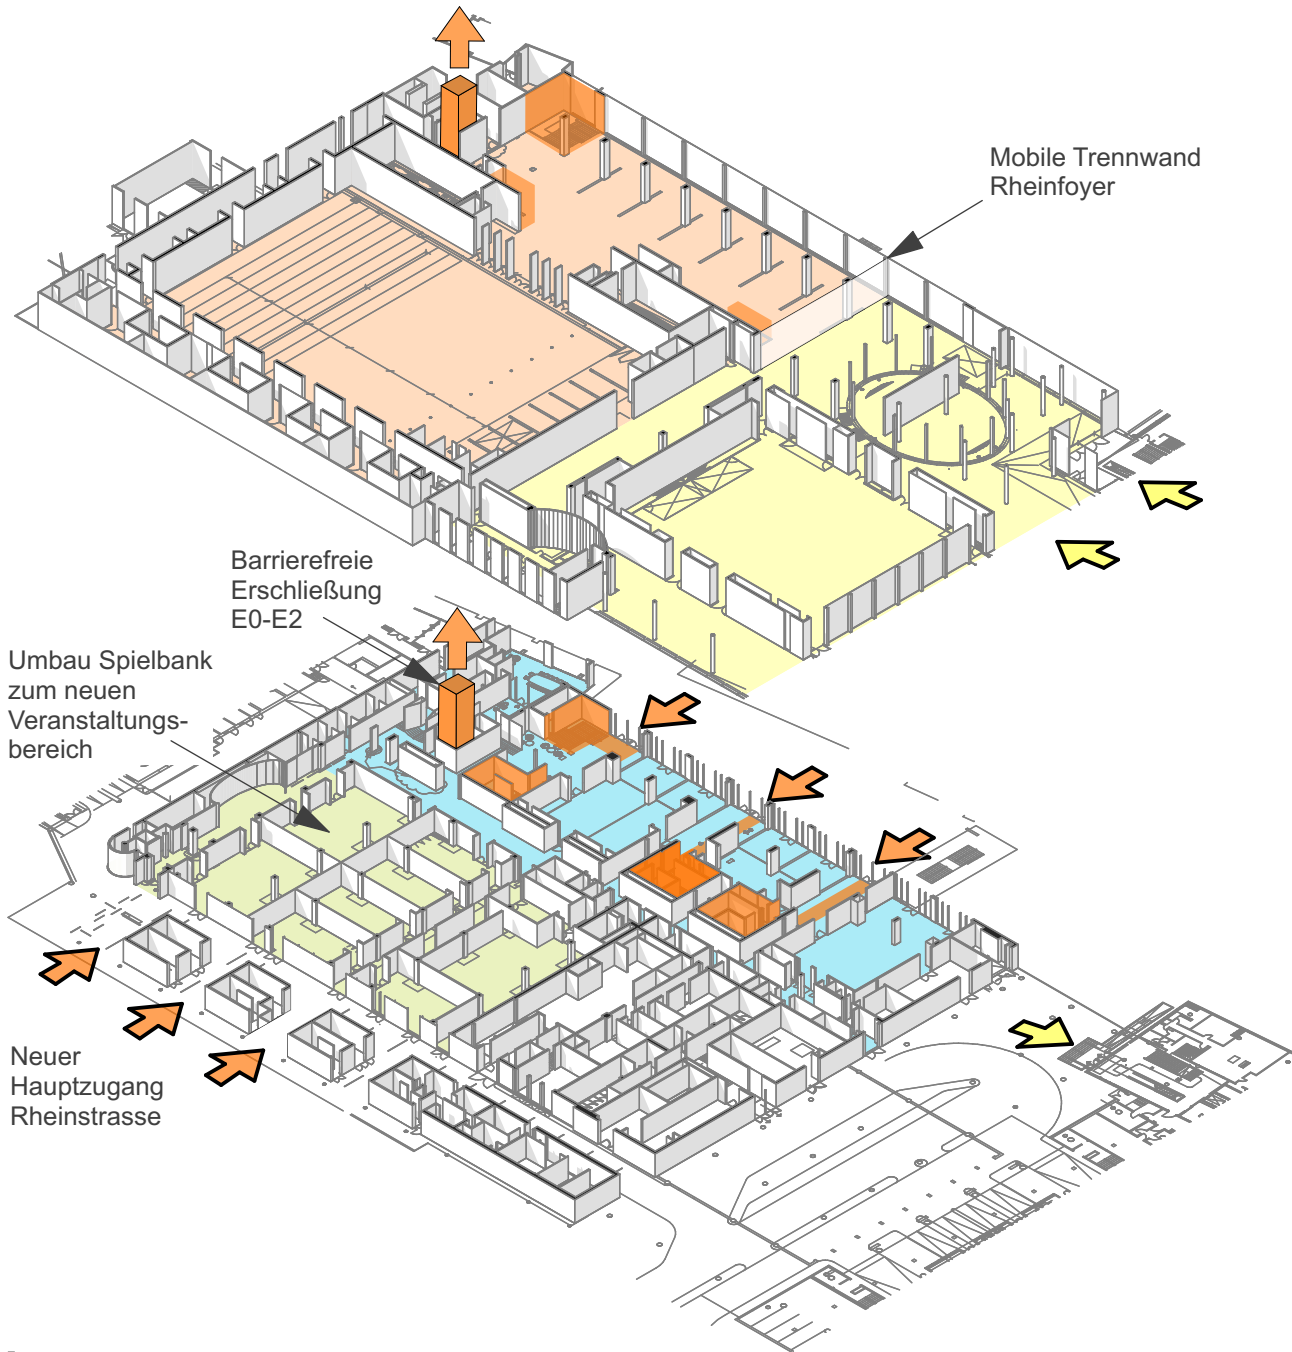 Mobile Trennwand
Rheinfoyer
Barrierefreie
Erschließung
E0-E2
Umbau Spielbank
zum neuen
Veranstaltungs-
bereich
Neuer
Hauptzugang
Rheinstrasse